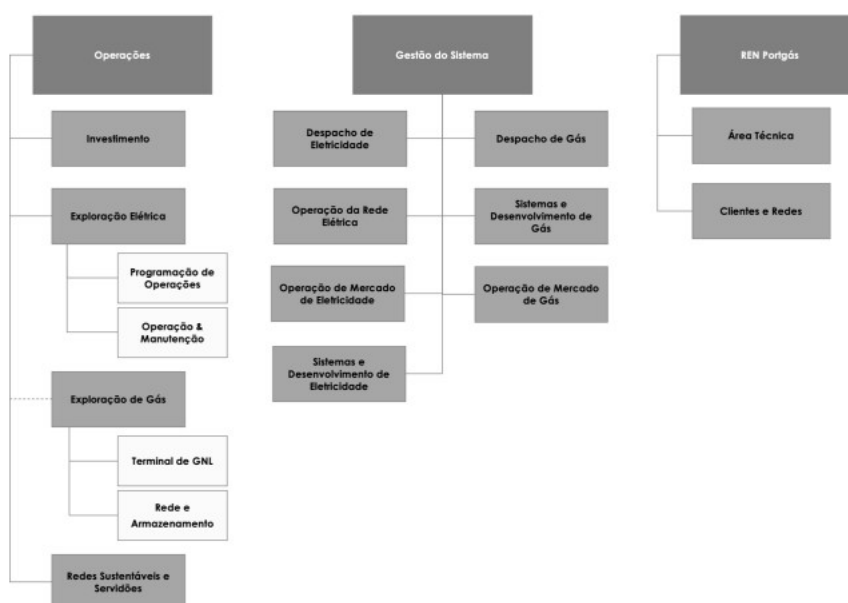 Operações
Investimento
Exploração Elétrica
Programação de
Operações
Operação &
Manutenção
Exploração de Gás
Terminal de GNL
Rede e
Armazenamento
Redes Sustentáveis e
Servidões
Gestão do Sistema
Despacho de
Eletricidade
Despacho de Gás
Operação da Rede
Elétrica
Sistemas e
Desenvolvimento de
Gás
Operação de Mercado
de Eletricidade
Operação de Mercado
de Gás
Sistemas e
Desenvolvimento de
Eletricidade
REN Portgás
Área Técnica
Clientes e Redes